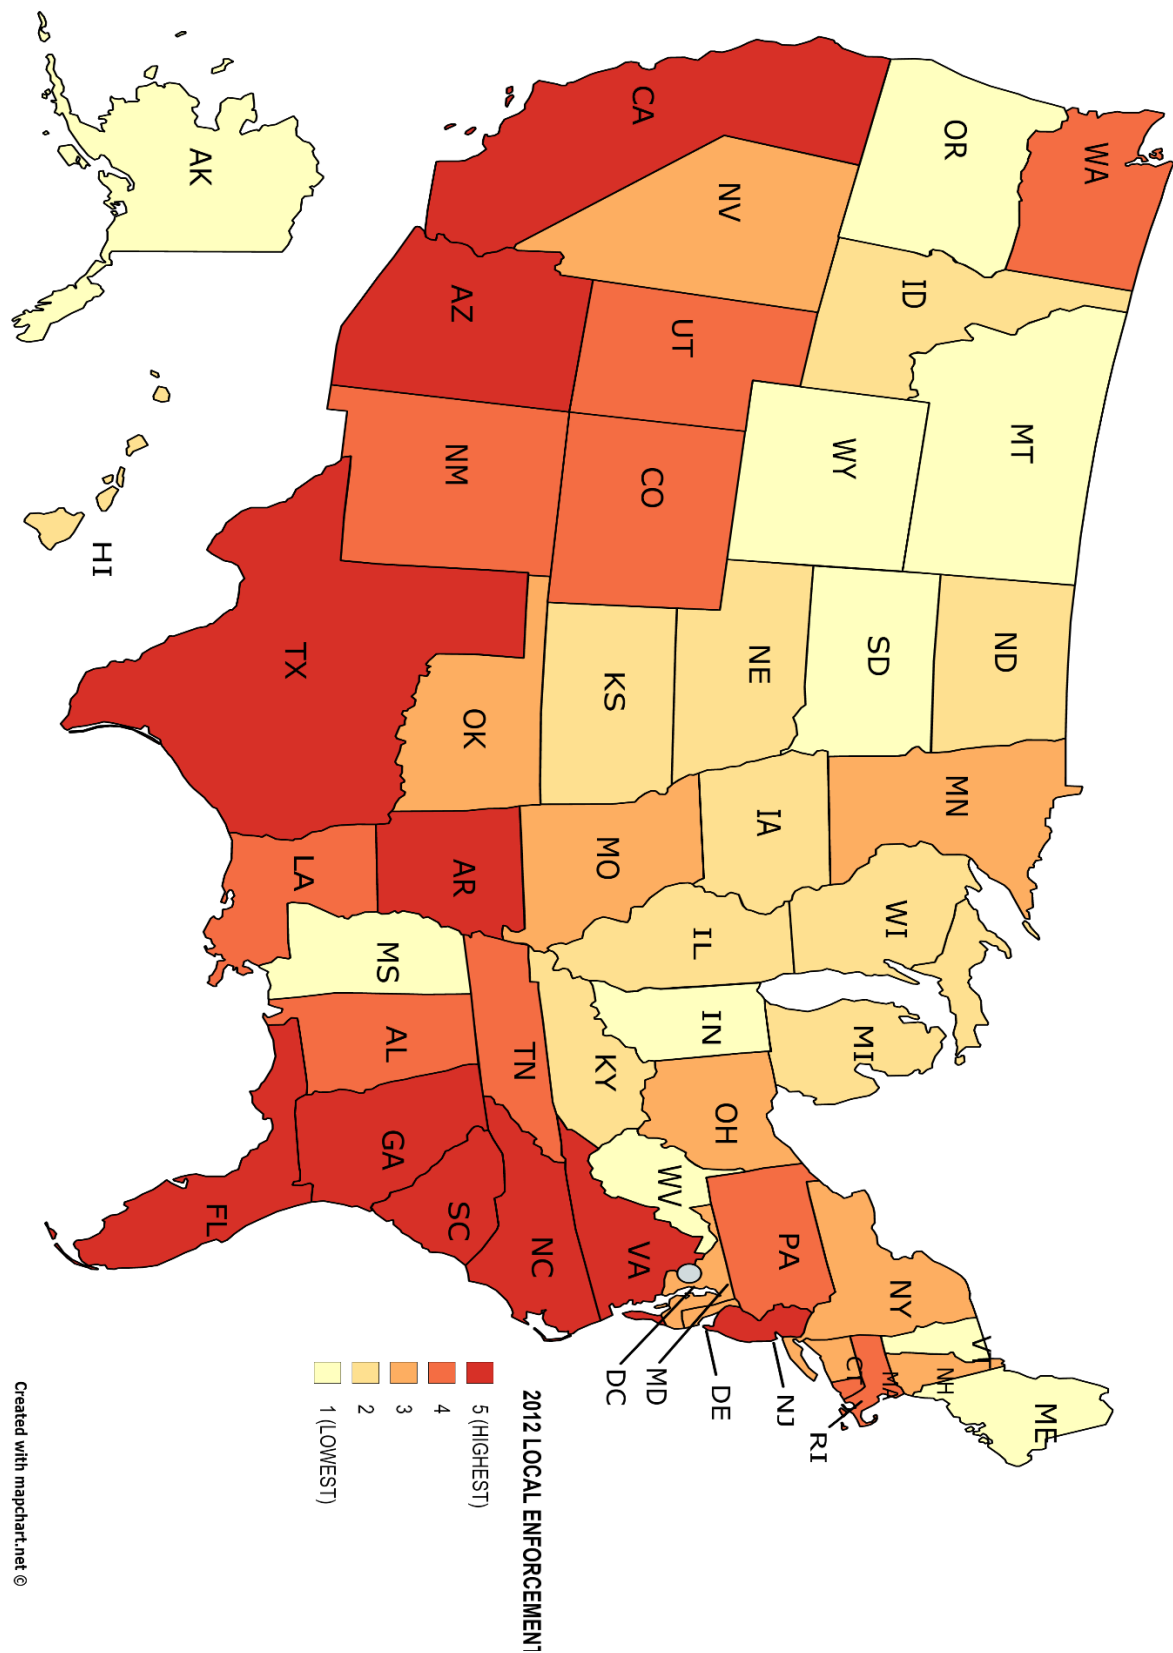 WA
OR
CA
NV
ID
MT
WY
UT
AZ
CO
NM
ND
SD
NE
KS
OK
TX
MN
IA
MO
AR
LA
WI
IL
MS
MI
IN
KY
TN
AL
OH
GA
FL
WV
VA
NC
SC
PA
NY
VT
NH
ME
MA
CT
RI
NJ
DE
MD
DC
AK
HI
2012 LOCAL ENFORCEMENT
5 (HIGHEST)
4
3
2
1 (LOWEST)
Created with mapchart.net ©